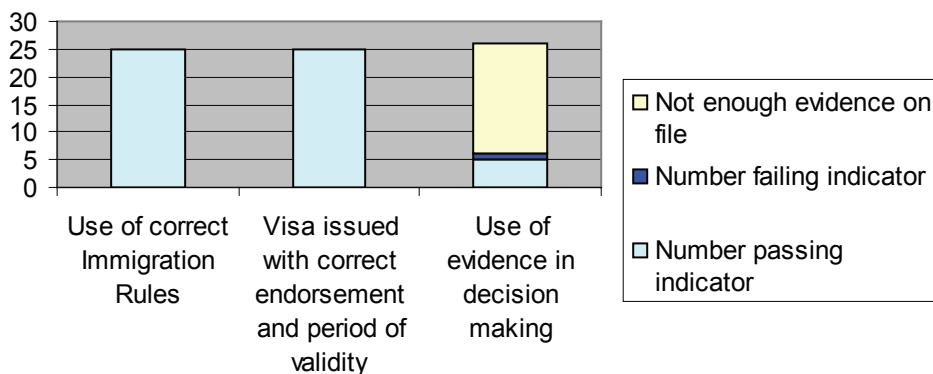 30
25
20
15
10
5
0
Use of correct
Immigration
Rules
Visa issued
with correct
endorsement
and period of
validity
Use of
evidence in
decision
making
Not enough evidence on
file
Number failing indicator
Number passing
indicator